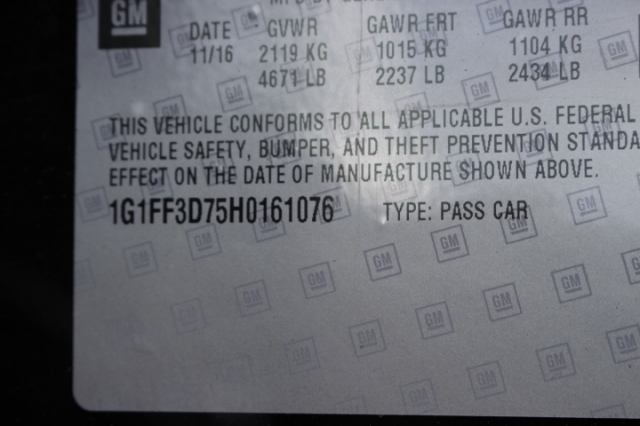 GM
DATE GVWR GAWR FRT GAWR RR
11/16 2119 KG 1015 KG 1104 KG
4671 LB 2237 LB 2434 LB
THIS VEHICLE CONFORMS TO ALL APPLICABLE U.S. FEDERAL
VEHICLE SAFETY, BUMPER, AND THEFT PREVENTION STANDA
EFFECT ON THE DATE OF MANUFACTURE SHOWN ABOVE.
1G1FF3D75H0161076 TYPE: PASS CAR